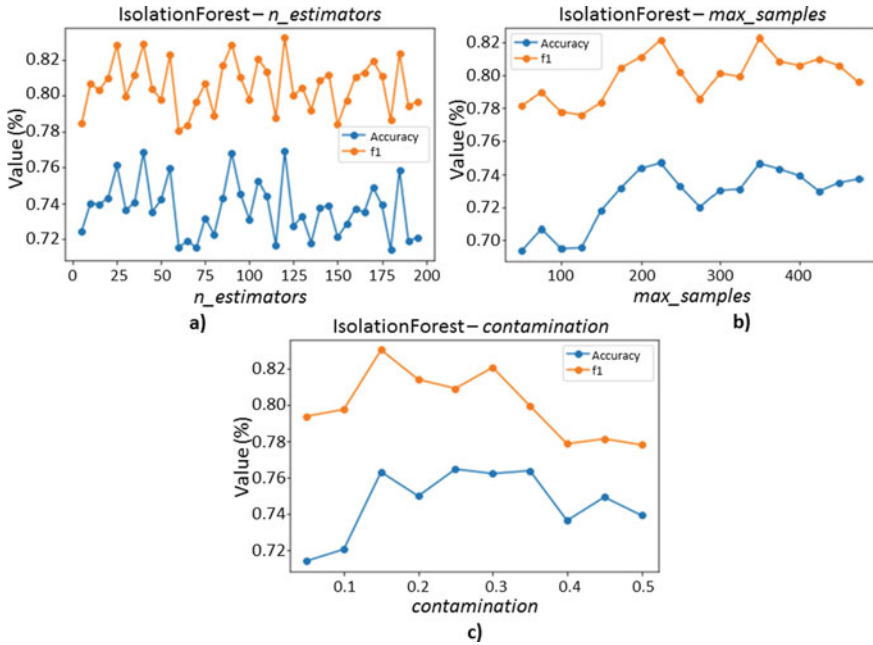 IsolationForest – n_estimators
Value (%)
0.82
0.80
0.78
0.76
0.74
0.72
Accuracy
f1
0 25 50 75 100 125 150 175 200
n_estimators
a)
IsolationForest – max_samples
Value (%)
0.82
0.80
0.78
0.76
0.74
0.72
0.70
Accuracy
f1
100 200 300 400
max_samples
b)
IsolationForest – contamination
Value (%)
0.82
0.80
0.78
0.76
0.74
0.72
Accuracy
f1
0.1 0.2 0.3 0.4 0.5
contamination
c)